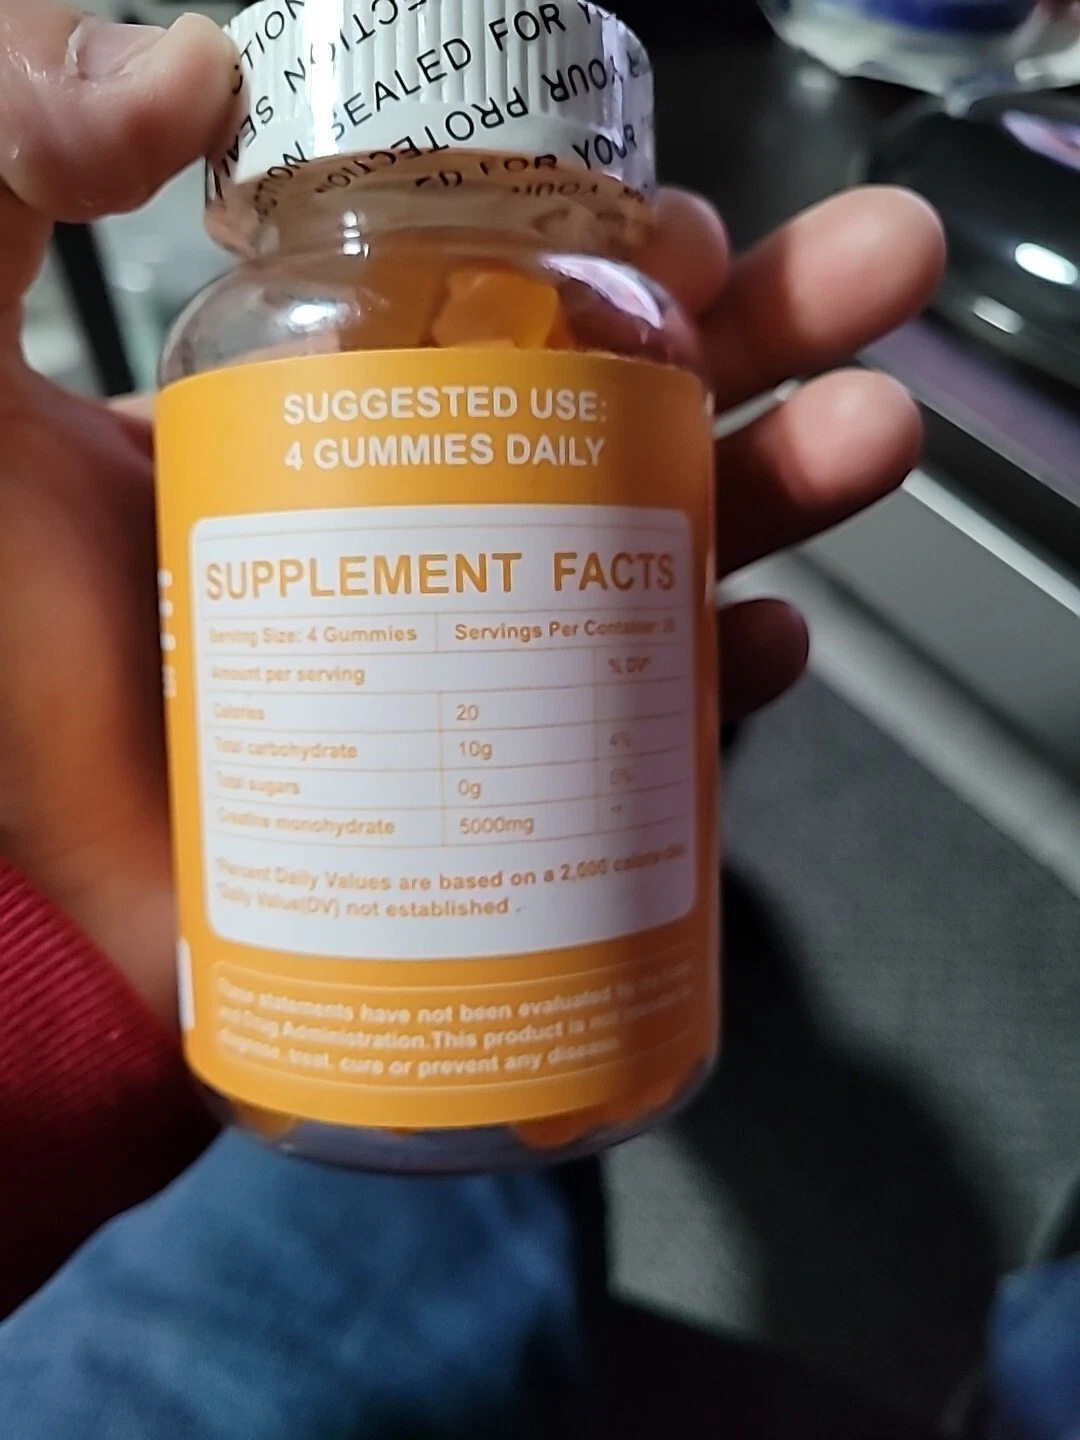 SEALED FOR YOUR
PROTECTION
SUGGESTED USE:
4 GUMMIES DAILY
SUPPLEMENT FACTS
Serving Size: 4 Gummies Servings Per Container:
Amount per serving % DV*
Calories 20
Total carbohydrate 10g 4%
Total sugars 0g 0%
Creatine monohydrate 5000mg **
*Percent Daily Values are based on a 2,000 calorie
*Daily Value(DV) not established .
These statements have not been evaluated by
and Drug Administration.This product is not
diagnose, treat, cure or prevent any disease.